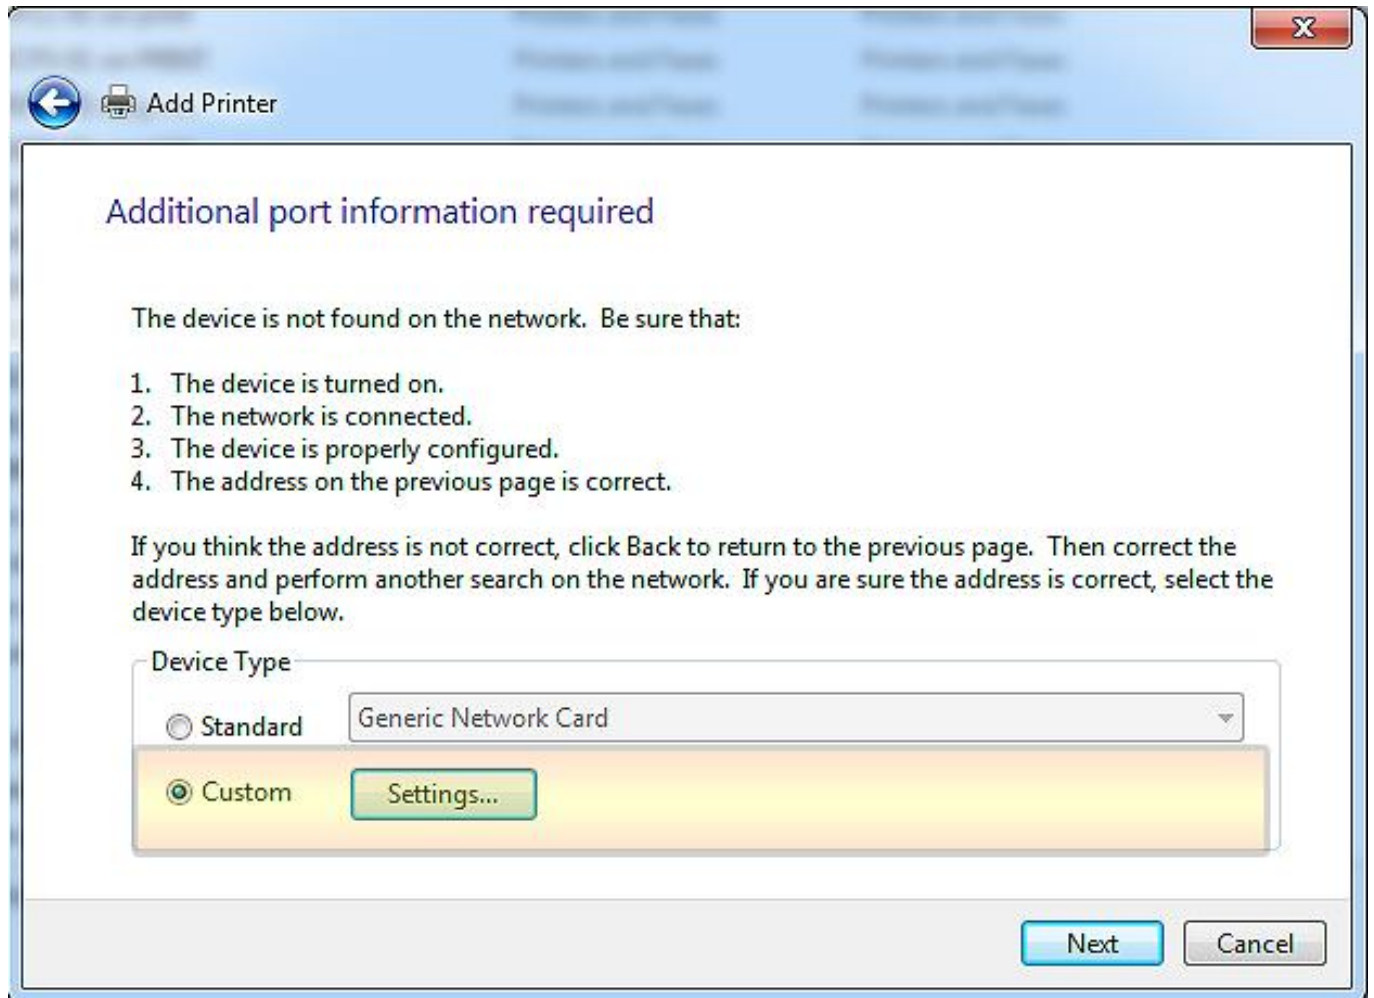 Add Printer
Additional port information required
The device is not found on the network.  Be sure that:
1.  The device is turned on.
2.  The network is connected.
3.  The device is properly configured.
4.  The address on the previous page is correct.
If you think the address is not correct, click Back to return to the previous page.  Then correct the
address and perform another search on the network.  If you are sure the address is correct, select the
device type below.
Device Type
Standard Generic Network Card
Custom Settings...
Next Cancel